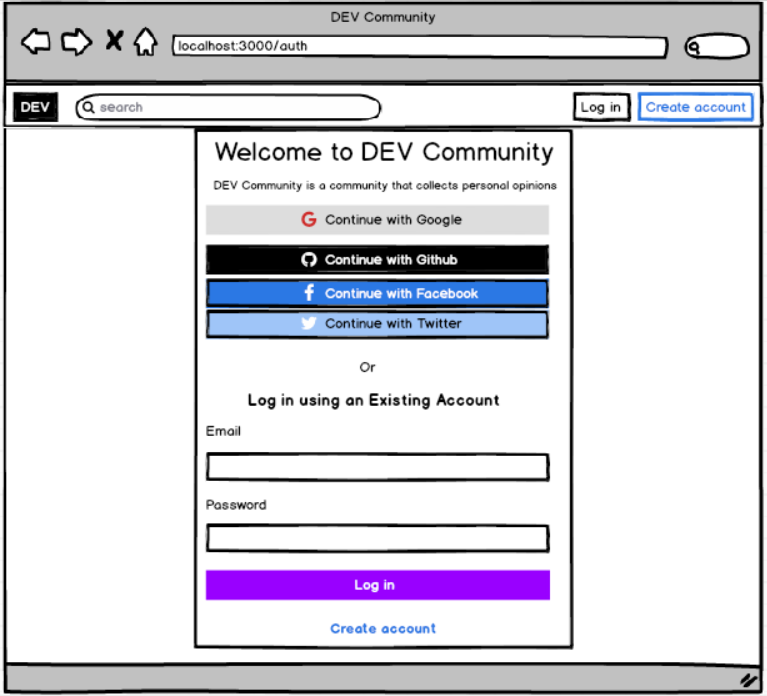 DEV Community
localhost:3000/auth
DEV
search
Log in
Create account
Welcome to DEV Community
DEV Community is a community that collects personal opinions
Continue with Google
Continue with Github
Continue with Facebook
Continue with Twitter
Or
Log in using an Existing Account
Email
Password
Log in
Create account